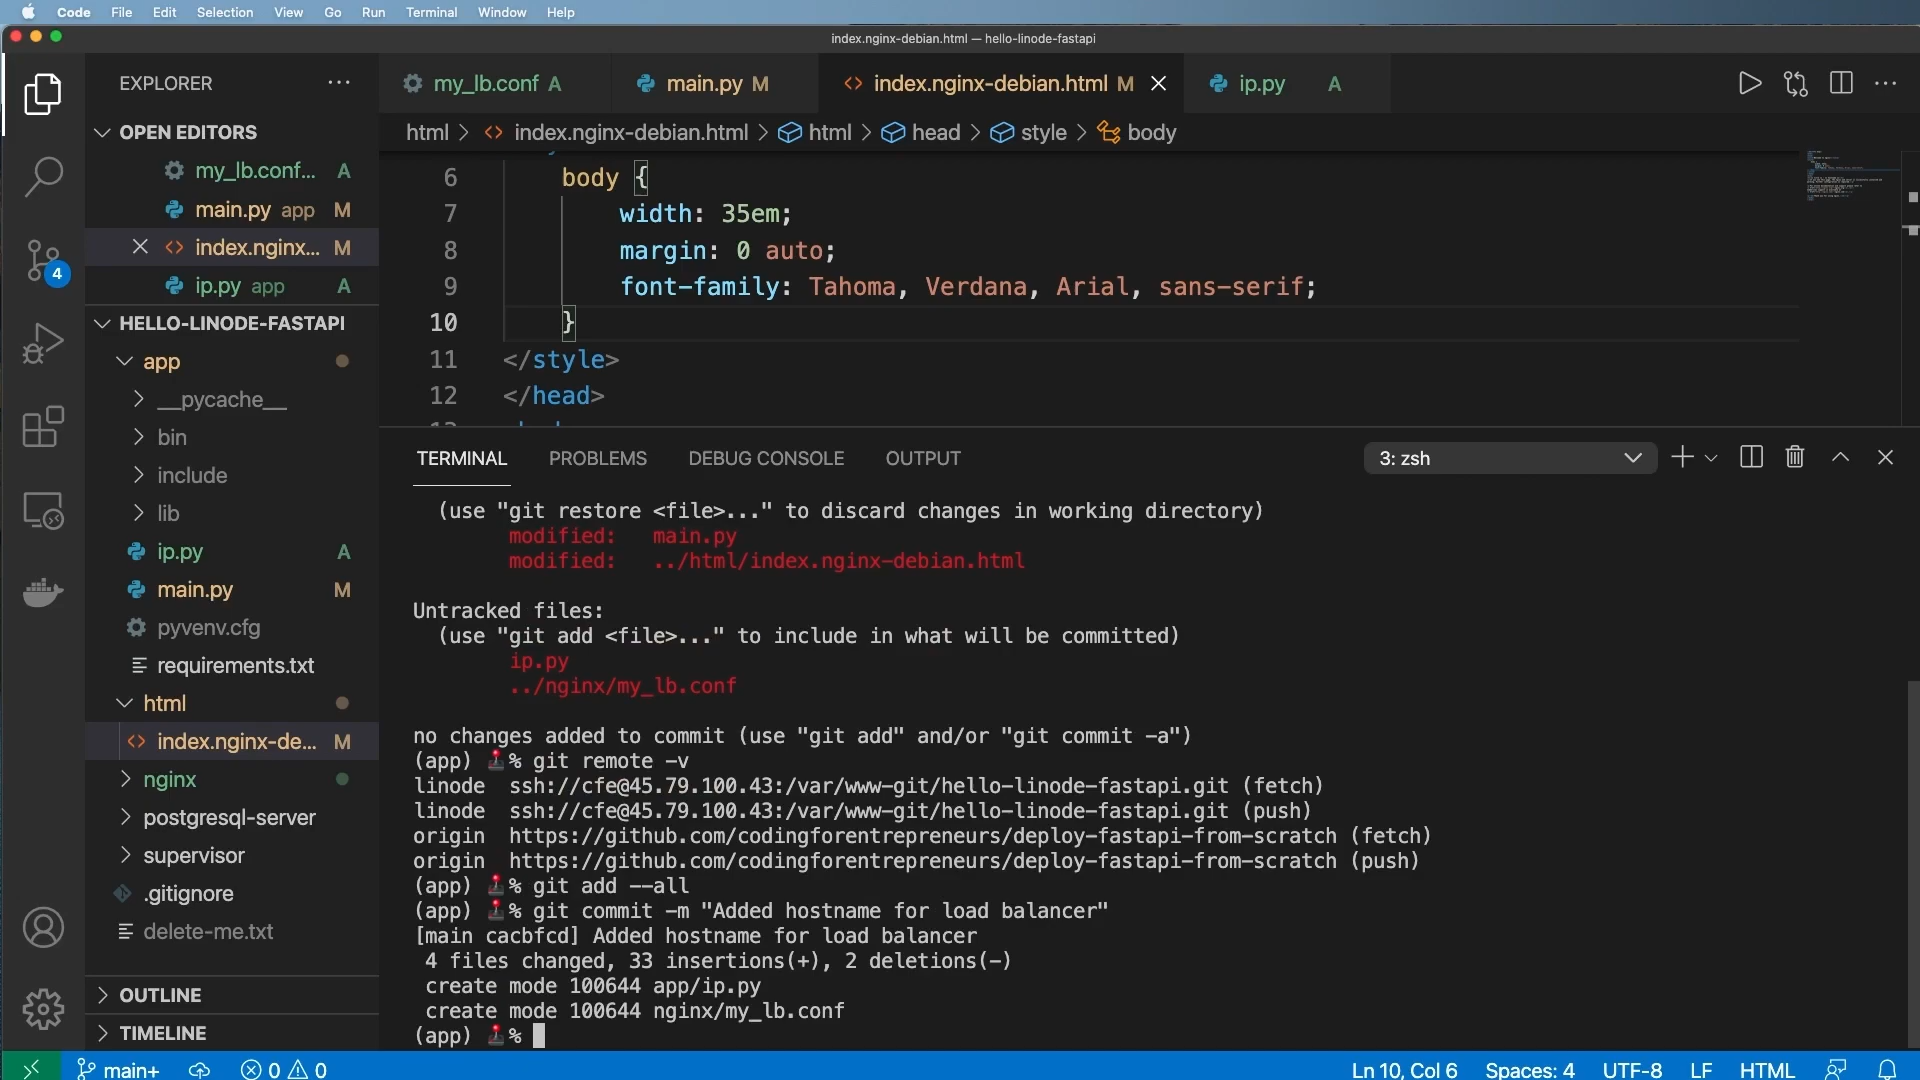 Code File Edit Selection View Go Run Terminal Window Help
index.nginx-debian.html — hello-linode-fastapi
EXPLORER
my_lb.conf A
main.py M
index.nginx-debian.html M
ip.py A
html > index.nginx-debian.html > html > head > style > body
OPEN EDITORS
my_lb.conf... A
main.py app M
index.nginx... M
ip.py app A
HELLO-LINODE-FASTAPI
app
__pycache__
bin
include
lib
ip.py A
main.py M
pyvenv.cfg
requirements.txt
html
index.nginx-de... M
nginx
postgresql-server
supervisor
.gitignore
delete-me.txt
OUTLINE
TIMELINE
4
6 body {
7 width: 35em;
8 margin: 0 auto;
9 font-family: Tahoma, Verdana, Arial, sans-serif;
10 }
11 </style>
12 </head>
TERMINAL PROBLEMS DEBUG CONSOLE OUTPUT 3: zsh
(use "git restore <file>..." to discard changes in working directory)
modified: main.py
modified: ../html/index.nginx-debian.html
Untracked files:
(use "git add <file>..." to include in what will be committed)
ip.py
../nginx/my_lb.conf
no changes added to commit (use "git add" and/or "git commit -a")
(app) 🕹% git remote -v
linode ssh://cfe@45.79.100.43:/var/www-git/hello-linode-fastapi.git (fetch)
linode ssh://cfe@45.79.100.43:/var/www-git/hello-linode-fastapi.git (push)
origin https://github.com/codingforentrepreneurs/deploy-fastapi-from-scratch (fetch)
origin https://github.com/codingforentrepreneurs/deploy-fastapi-from-scratch (push)
(app) 🕹% git add --all
(app) 🕹% git commit -m "Added hostname for load balancer"
[main cacbfcd] Added hostname for load balancer
4 files changed, 33 insertions(+), 2 deletions(-)
create mode 100644 app/ip.py
create mode 100644 nginx/my_lb.conf
(app) 🕹%
main+ 0 0 Ln 10, Col 6 Spaces: 4 UTF-8 LF HTML